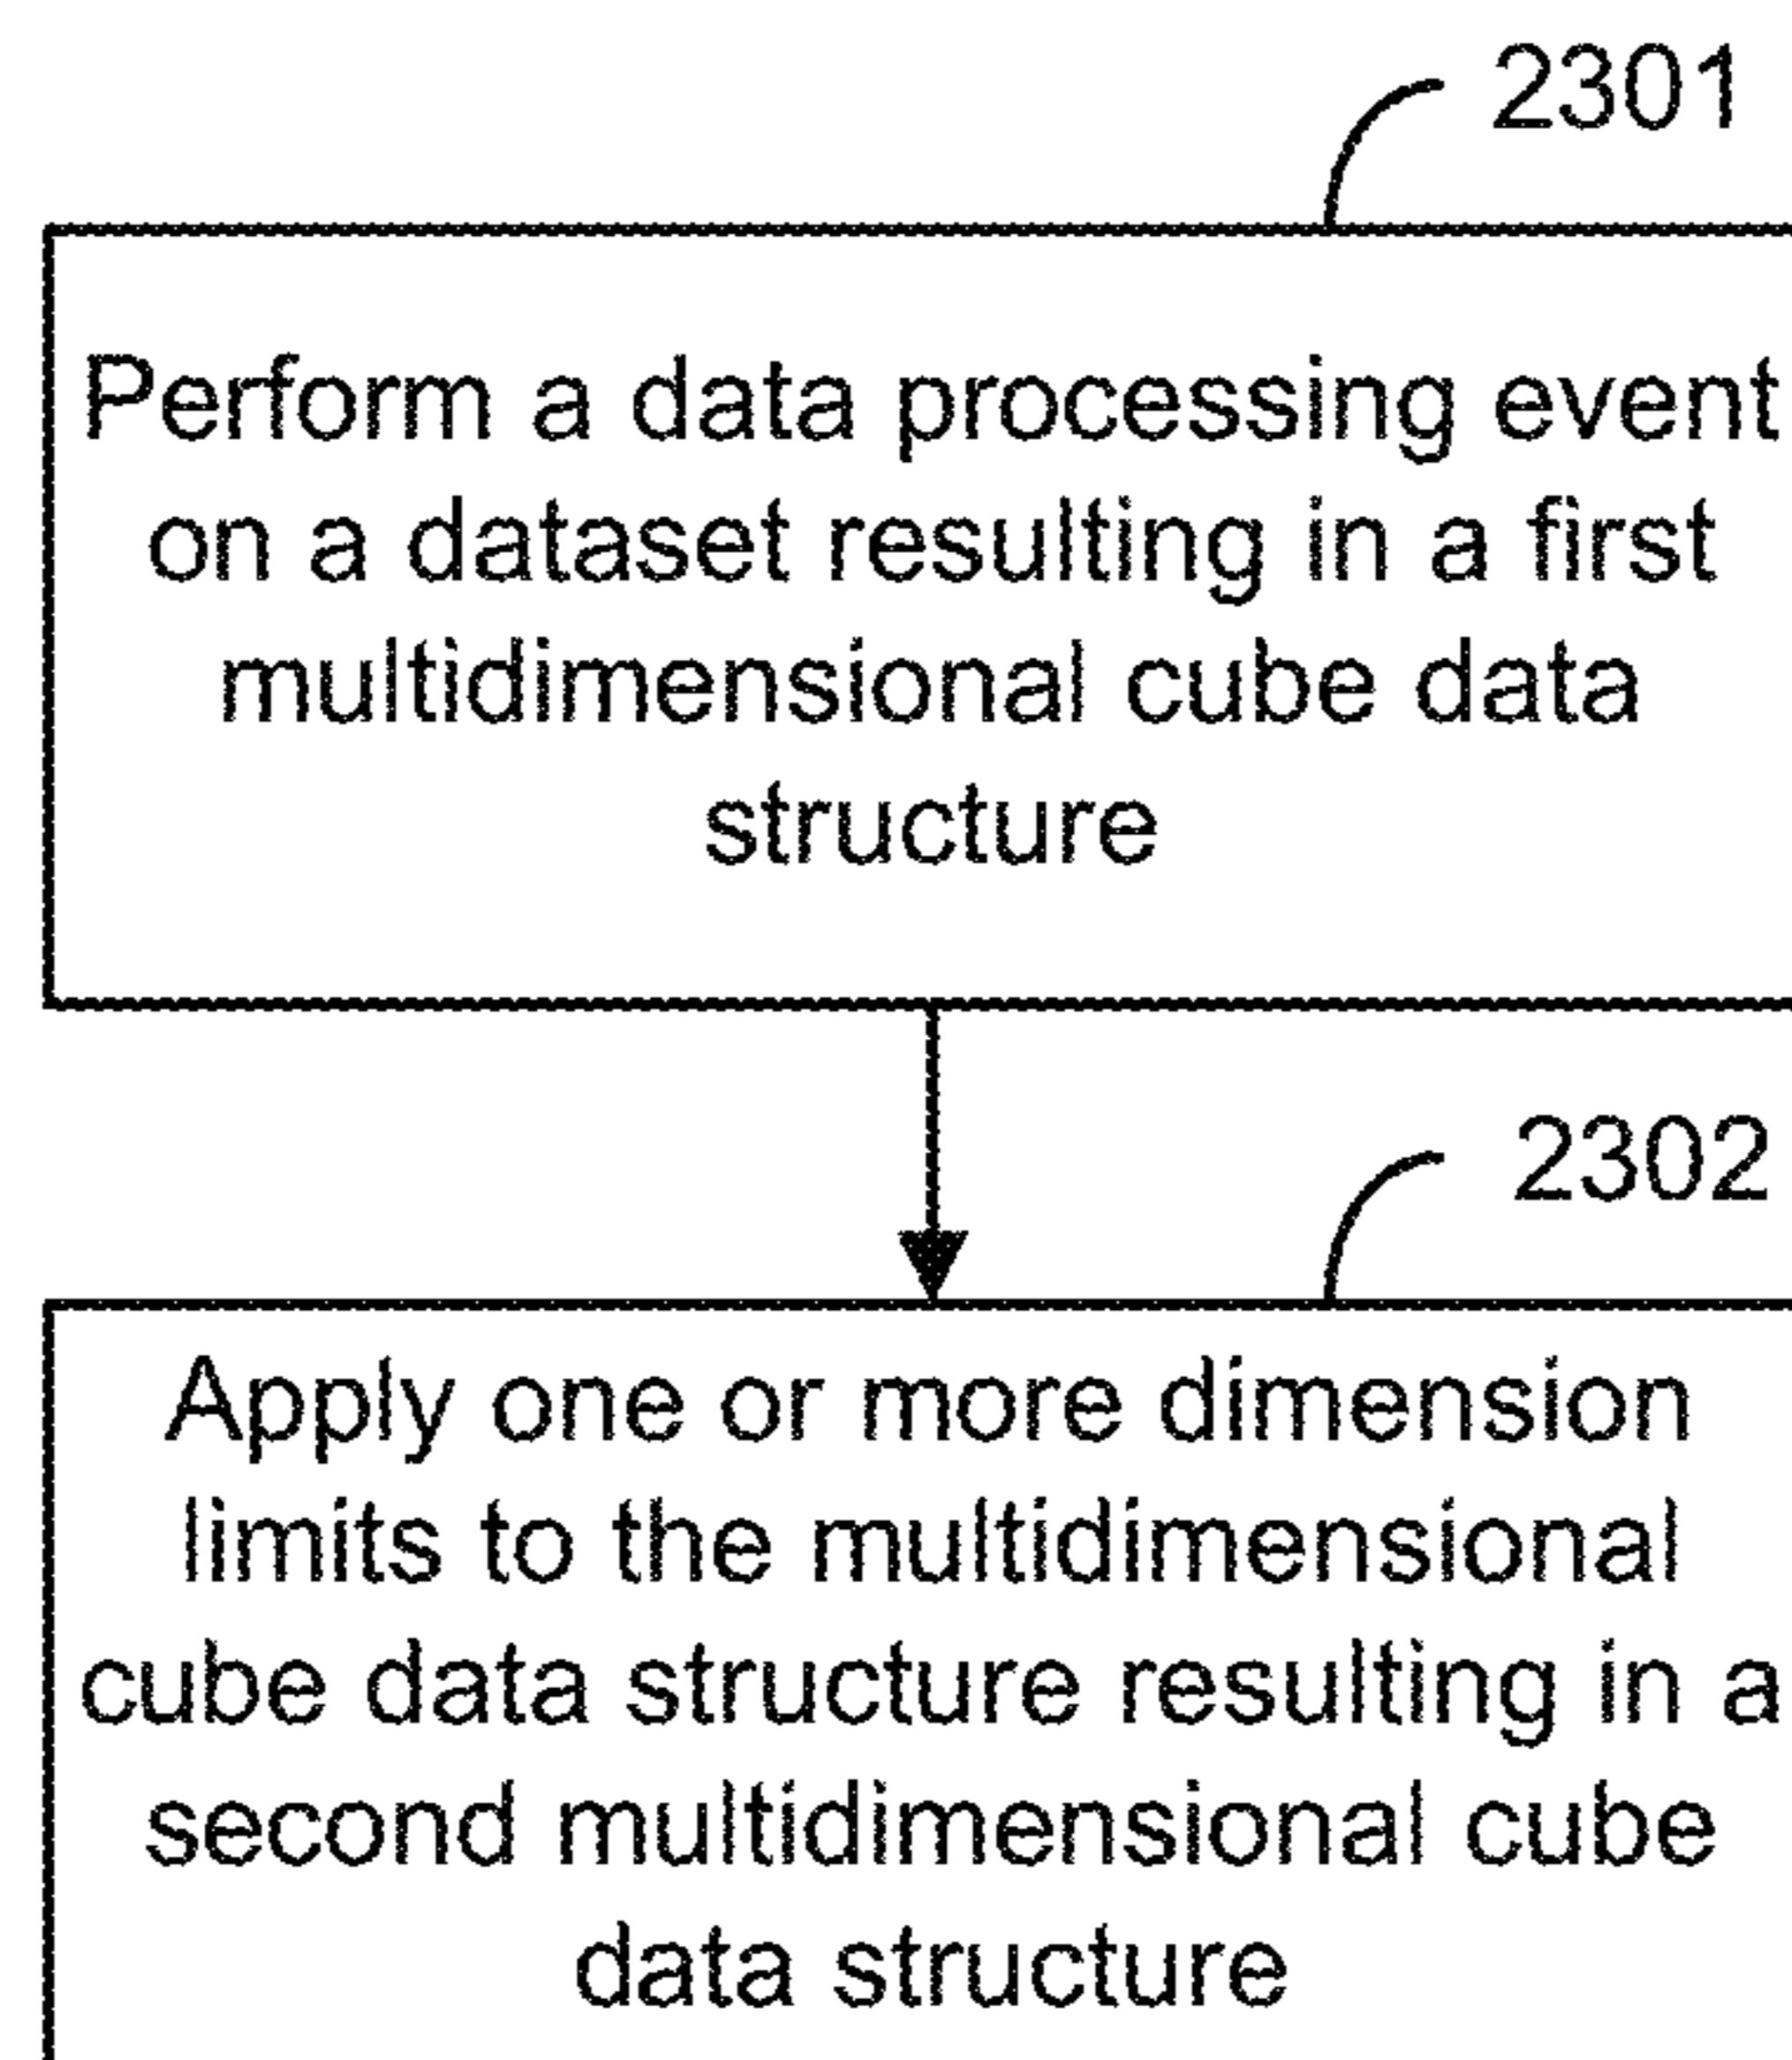 2301
Perform a data processing event
on a dataset resulting in a first
multidimensional cube data
structure
2302
Apply one or more dimension
limits to the multidimensional
cube data structure resulting in a
second multidimensional cube
data structure